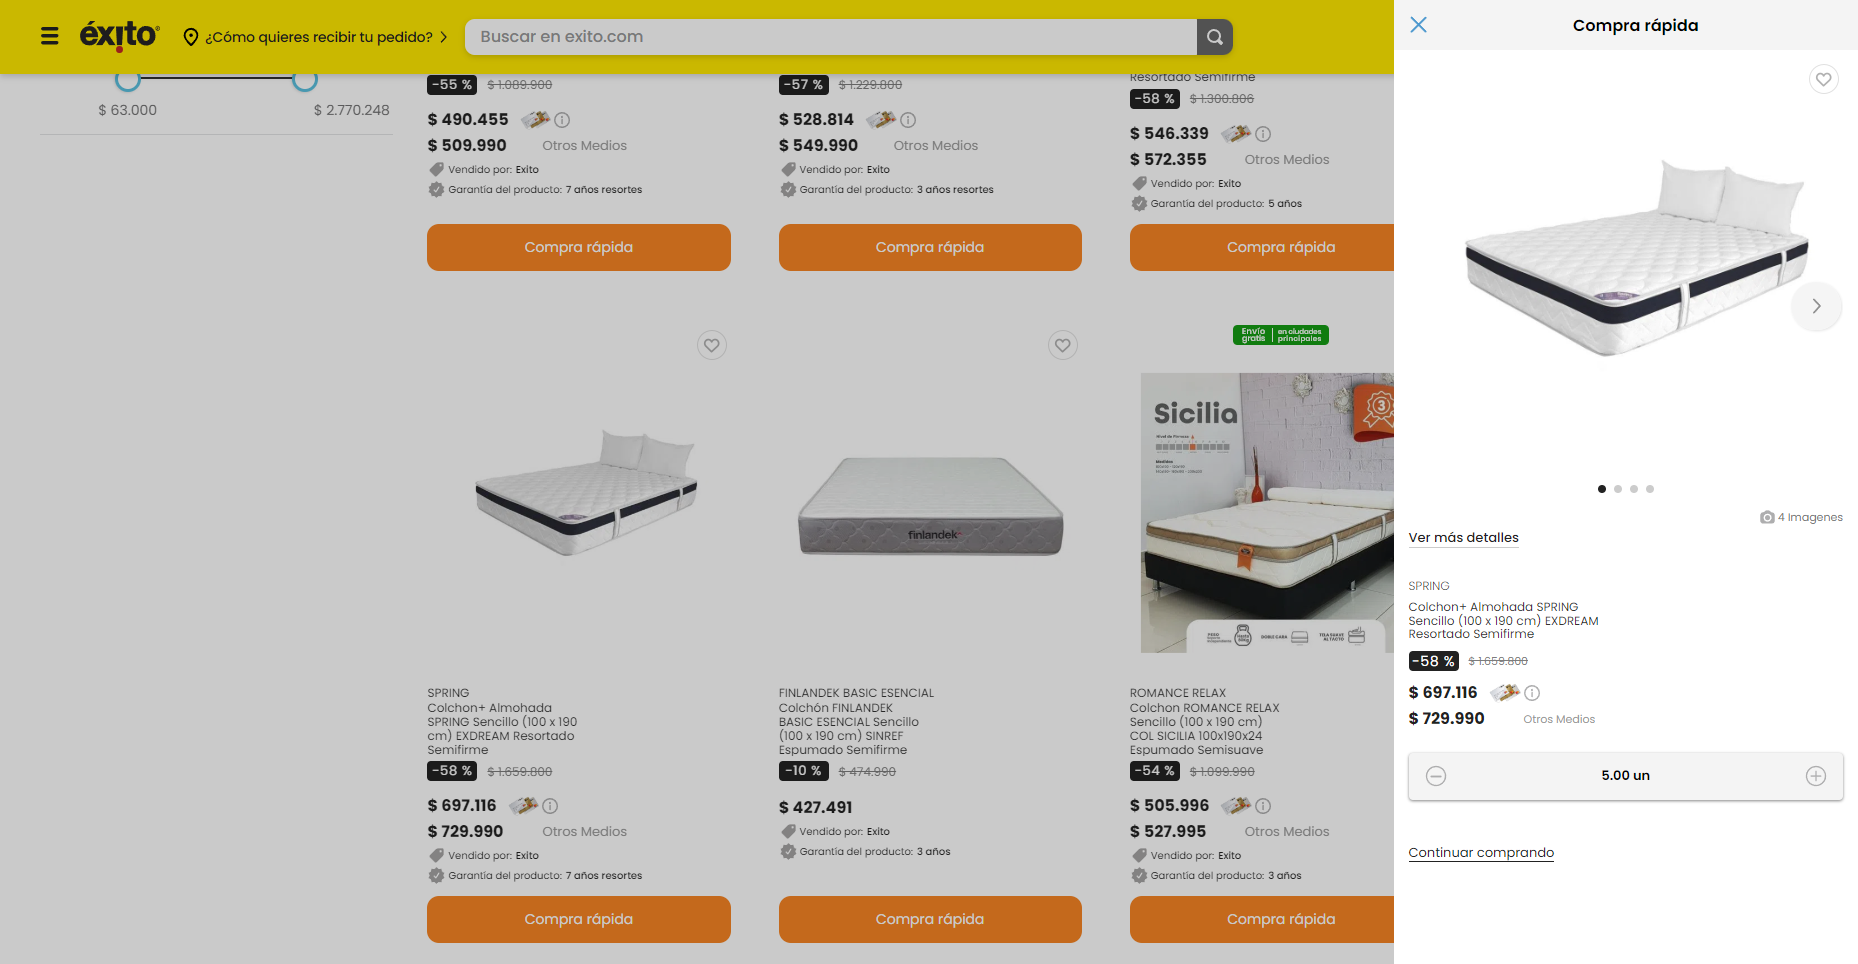 éxito
¿Cómo quieres recibir tu pedido?
Buscar en exito.com
$ 63.000
$ 2.770.248
-55 % $ 1.089.900
$ 490.455
$ 509.990 Otros Medios
Vendido por: Exito
Garantía del producto: 7 años resortes
Compra rápida
-57 % $ 1.229.800
$ 528.814
$ 549.990 Otros Medios
Vendido por: Exito
Garantía del producto: 3 años resortes
Compra rápida
Resortado Semifirme
-58 % $ 1.300.806
$ 546.339
$ 572.355 Otros Medios
Vendido por: Exito
Garantía del producto: 5 años
Compra rápida
SPRING
Colchon+ Almohada
SPRING Sencillo (100 x 190
cm) EXDREAM Resortado
Semifirme
-58 % $ 1.659.800
$ 697.116
$ 729.990 Otros Medios
Vendido por: Exito
Garantía del producto: 7 años resortes
Compra rápida
finlandek
FINLANDEK BASIC ESENCIAL
Colchón FINLANDEK
BASIC ESENCIAL Sencillo
(100 x 190 cm) SINREF
Espumado Semifirme
-10 % $ 474.990
$ 427.491
Vendido por: Exito
Garantía del producto: 3 años
Compra rápida
Envío gratis en ciudades principales
Sicilia
3
Nivel de Firmeza
Medidas
DOBLE CARA
TELA SUAVE
AL TACTO
ROMANCE RELAX
Colchon ROMANCE RELAX
Sencillo (100 x 190 cm)
COL SICILIA 100x190x24
Espumado Semisuave
-54 % $ 1.099.990
$ 505.996
$ 527.995 Otros Medios
Vendido por: Exito
Garantía del producto: 3 años
Compra rápida
Compra rápida
4 Imagenes
Ver más detalles
SPRING
Colchon+ Almohada SPRING
Sencillo (100 x 190 cm) EXDREAM
Resortado Semifirme
-58 % $ 1.659.800
$ 697.116
$ 729.990 Otros Medios
5.00 un
Continuar comprando